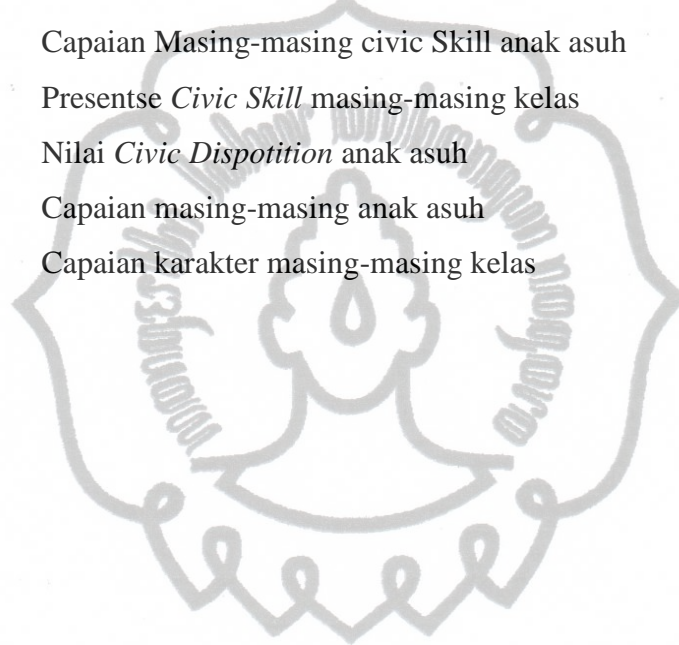 Capaian Masing-masing civic Skill anak asuh
Presentse Civic Skill masing-masing kelas
Nilai Civic Dispotition anak asuh
Capaian masing-masing anak asuh
Capaian karakter masing-masing kelas